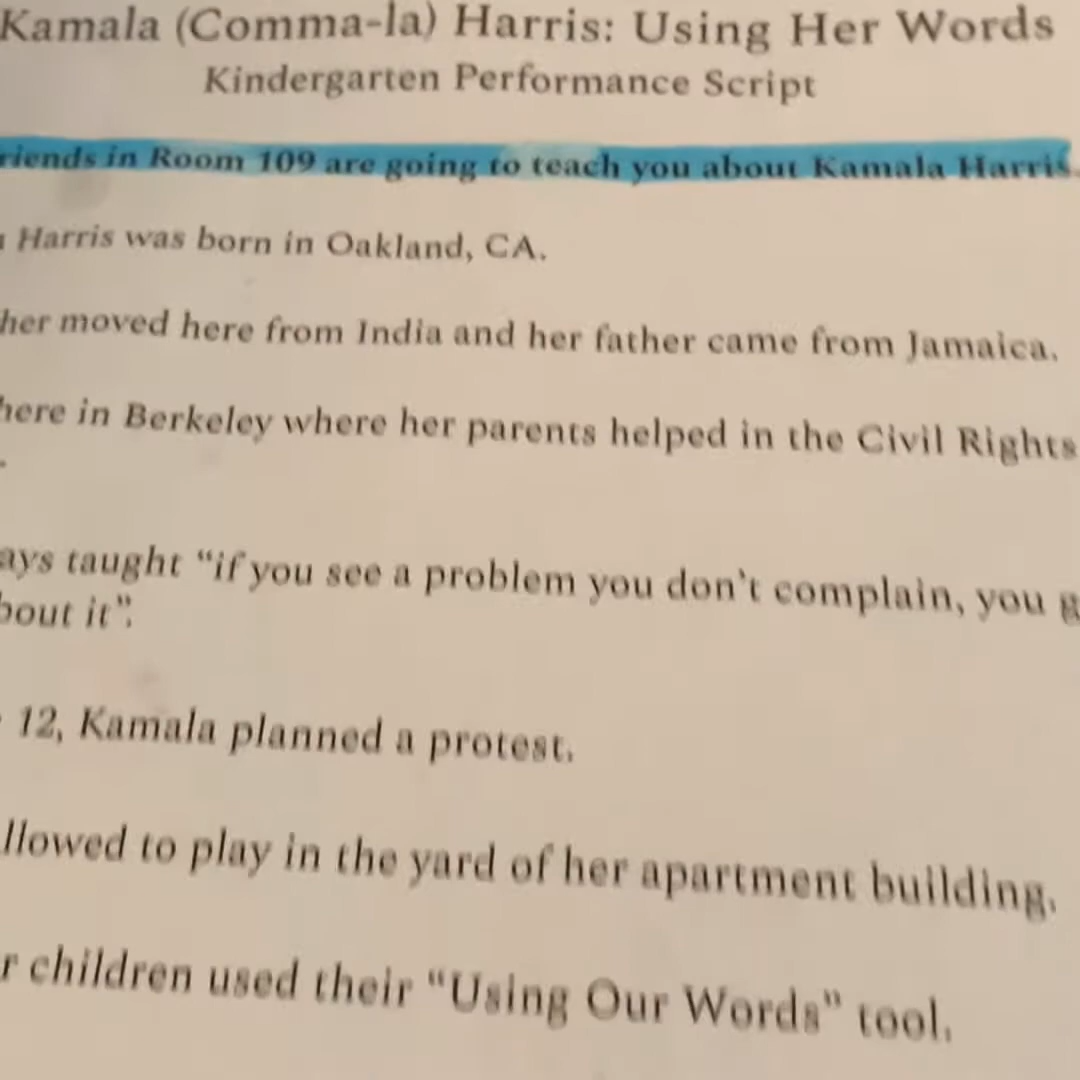 Kamala (Comma-la) Harris: Using Her Words
Kindergarten Performance Script
riends in Room 109 are going to teach you about Kamala Harris.
Harris was born in Oakland, CA.
her moved here from India and her father came from Jamaica.
here in Berkeley where her parents helped in the Civil Rights
ays taught “if you see a problem you don't complain, you g
bout it”.
12, Kamala planned a protest.
llowed to play in the yard of her apartment building.
r children used their “Using Our Words” tool.